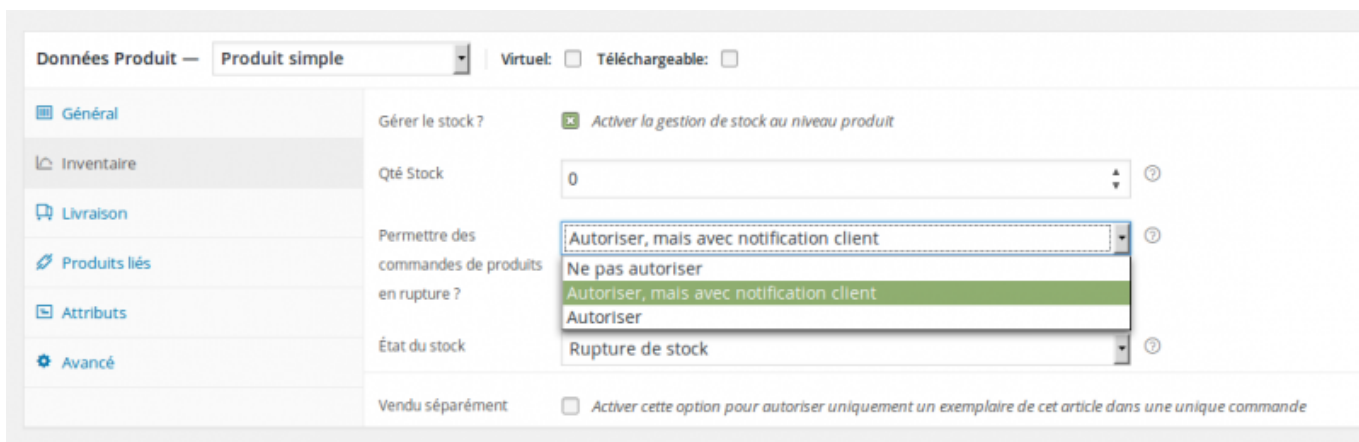 Données Produit — Produit simple Virtuel: Téléchargeable:
Général
Inventaire
Livraison
Produits liés
Attributs
Avancé
Gérer le stock ? Activer la gestion de stock au niveau produit
Qté Stock 0
Permettre des
commandes de produits
en rupture ?
Autoriser, mais avec notification client
Ne pas autoriser
Autoriser, mais avec notification client
Autoriser
État du stock Rupture de stock
Vendu séparément Activer cette option pour autoriser uniquement un exemplaire de cet article dans une unique commande